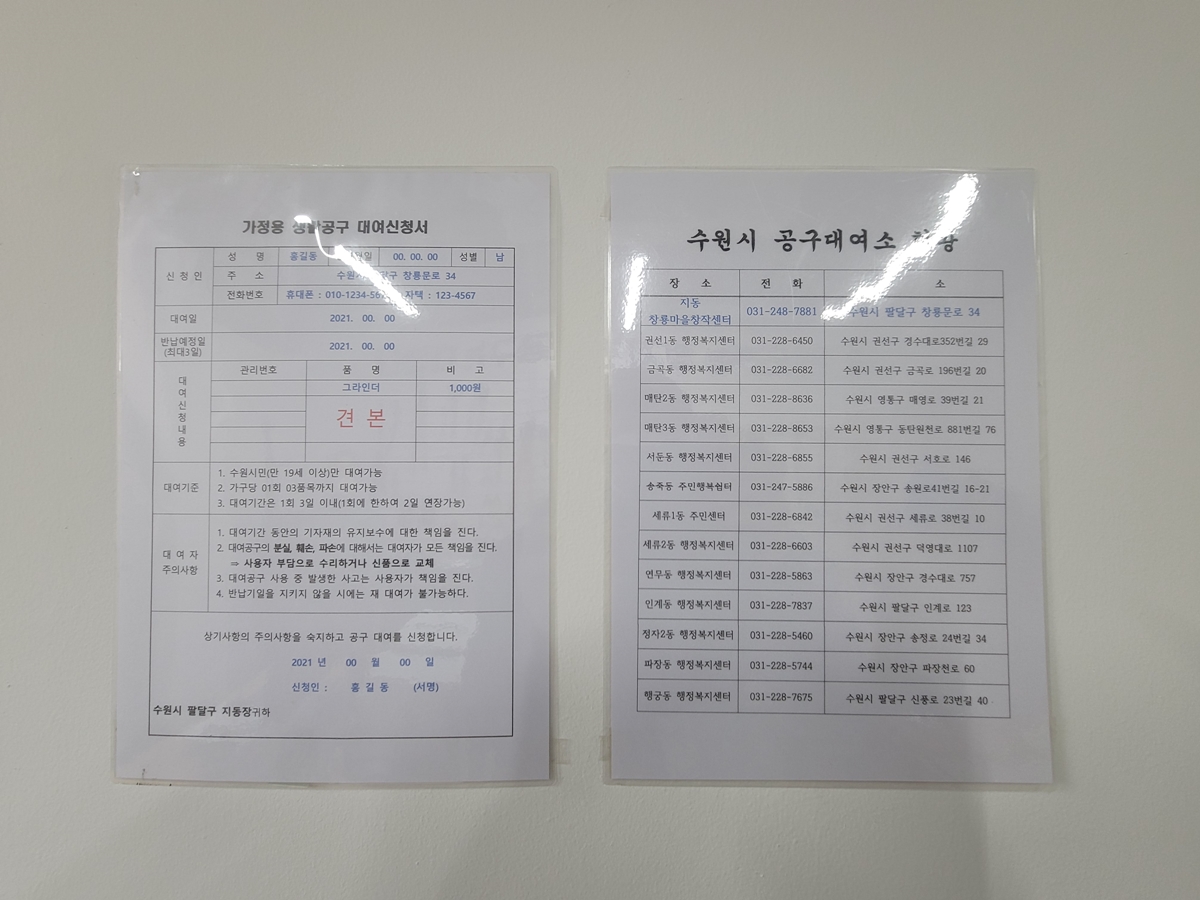 가정용 공구 대여신청서
신 청 인
성 명 홍길동 00. 00. 00 성별 남
주 소 창룡문로 34
전화번호 휴대폰 : 자택 : 123-4567
대여일 2021. 00. 00
반납예정일 (최대3일) 2021. 00. 00
대여신청내용
관리번호 품 명 비 고
그라인더 1,000원
견 본
대여기준
1. 수원시민(만 19세 이상)만 대여가능
2. 가구당 01회 03품목까지 대여가능
3. 대여기간은 1회 3일 이내(1회에 한하여 2일 연장가능)
대 여 자 주의사항
1. 대여기간 동안의 기자재의 유지보수에 대한 책임을 진다.
2. 대여공구의 분실, 훼손, 파손에 대해서는 대여자가 모든 책임을 진다.
⇒ 사용자 부담으로 수리하거나 신품으로 교체
3. 대여공구 사용 중 발생한 사고는 사용자가 책임을 진다.
4. 반납기일을 지키지 않을 시에는 재 대여가 불가능하다.
상기사항의 주의사항을 숙지하고 공구 대여를 신청합니다.
2021 년 00 월 00 일
신청인 : 홍 길 동 (서명)
수원시 팔달구 지동장귀하
수원시 공구대여소
장 소 전 화 소
지동 창룡마을창작센터 031-248-7881 수원시 팔달구 창룡문로 34
권선1동 행정복지센터 031-228-6450 수원시 권선구 경수대로352번길 29
금곡동 행정복지센터 031-228-6682 수원시 권선구 금곡로 196번길 20
매탄2동 행정복지센터 031-228-8636 수원시 영통구 매영로 39번길 21
매탄3동 행정복지센터 031-228-8653 수원시 영통구 동탄원천로 881번길 76
서둔동 행정복지센터 031-228-6855 수원시 권선구 서호로 146
송죽동 주민행복쉼터 031-247-5886 수원시 장안구 송원로41번길 16-21
세류1동 주민센터 031-228-6842 수원시 권선구 세류로 38번길 10
세류2동 행정복지센터 031-228-6603 수원시 권선구 덕영대로 1107
연무동 행정복지센터 031-228-5863 수원시 장안구 경수대로 757
인계동 행정복지센터 031-228-7837 수원시 팔달구 인계로 123
정자2동 행정복지센터 031-228-5460 수원시 장안구 송정로 24번길 34
파장동 행정복지센터 031-228-5744 수원시 장안구 파장천로 60
행궁동 행정복지센터 031-228-7675 수원시 팔달구 신풍로 23번길 40